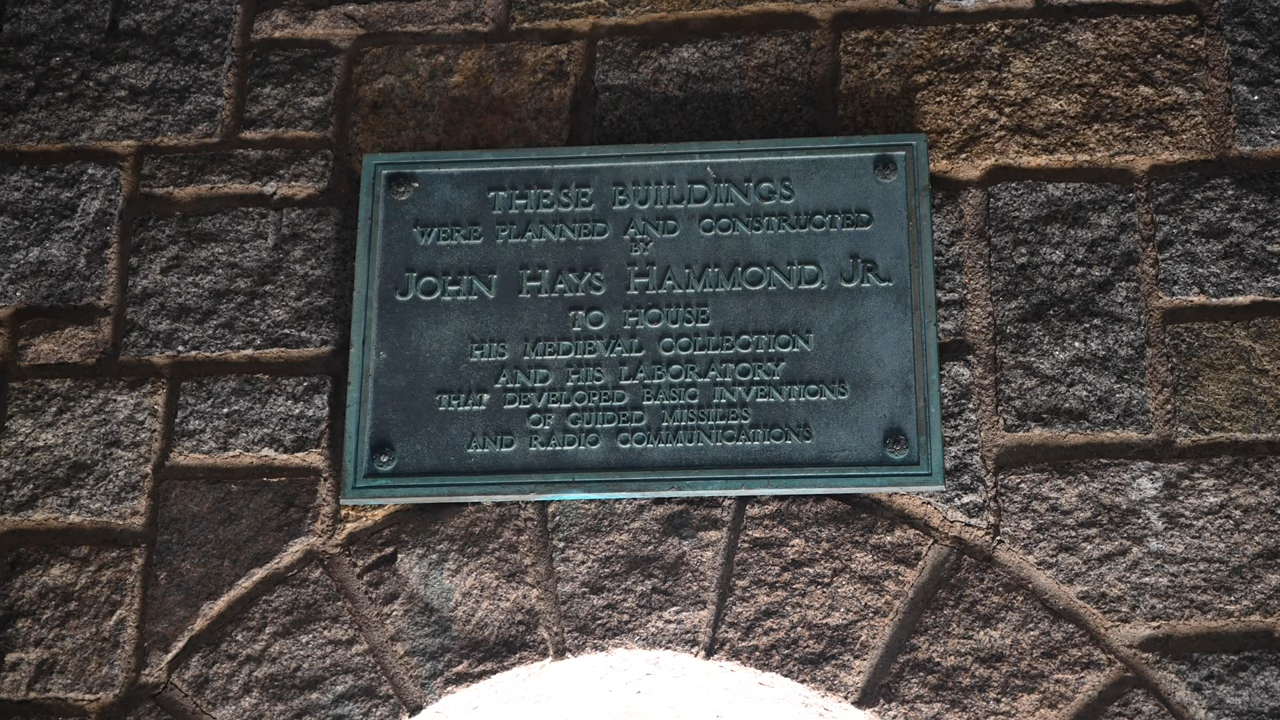 THESE BUILDINGS
WERE PLANNED AND CONSTRUCTED
BY
JOHN HAYS HAMMOND, JR.
TO HOUSE
HIS MEDIEVAL COLLECTION
AND HIS LABORATORY
THAT DEVELOPED BASIC INVENTIONS
OF GUIDED MISSILES
AND RADIO COMMUNICATIONS